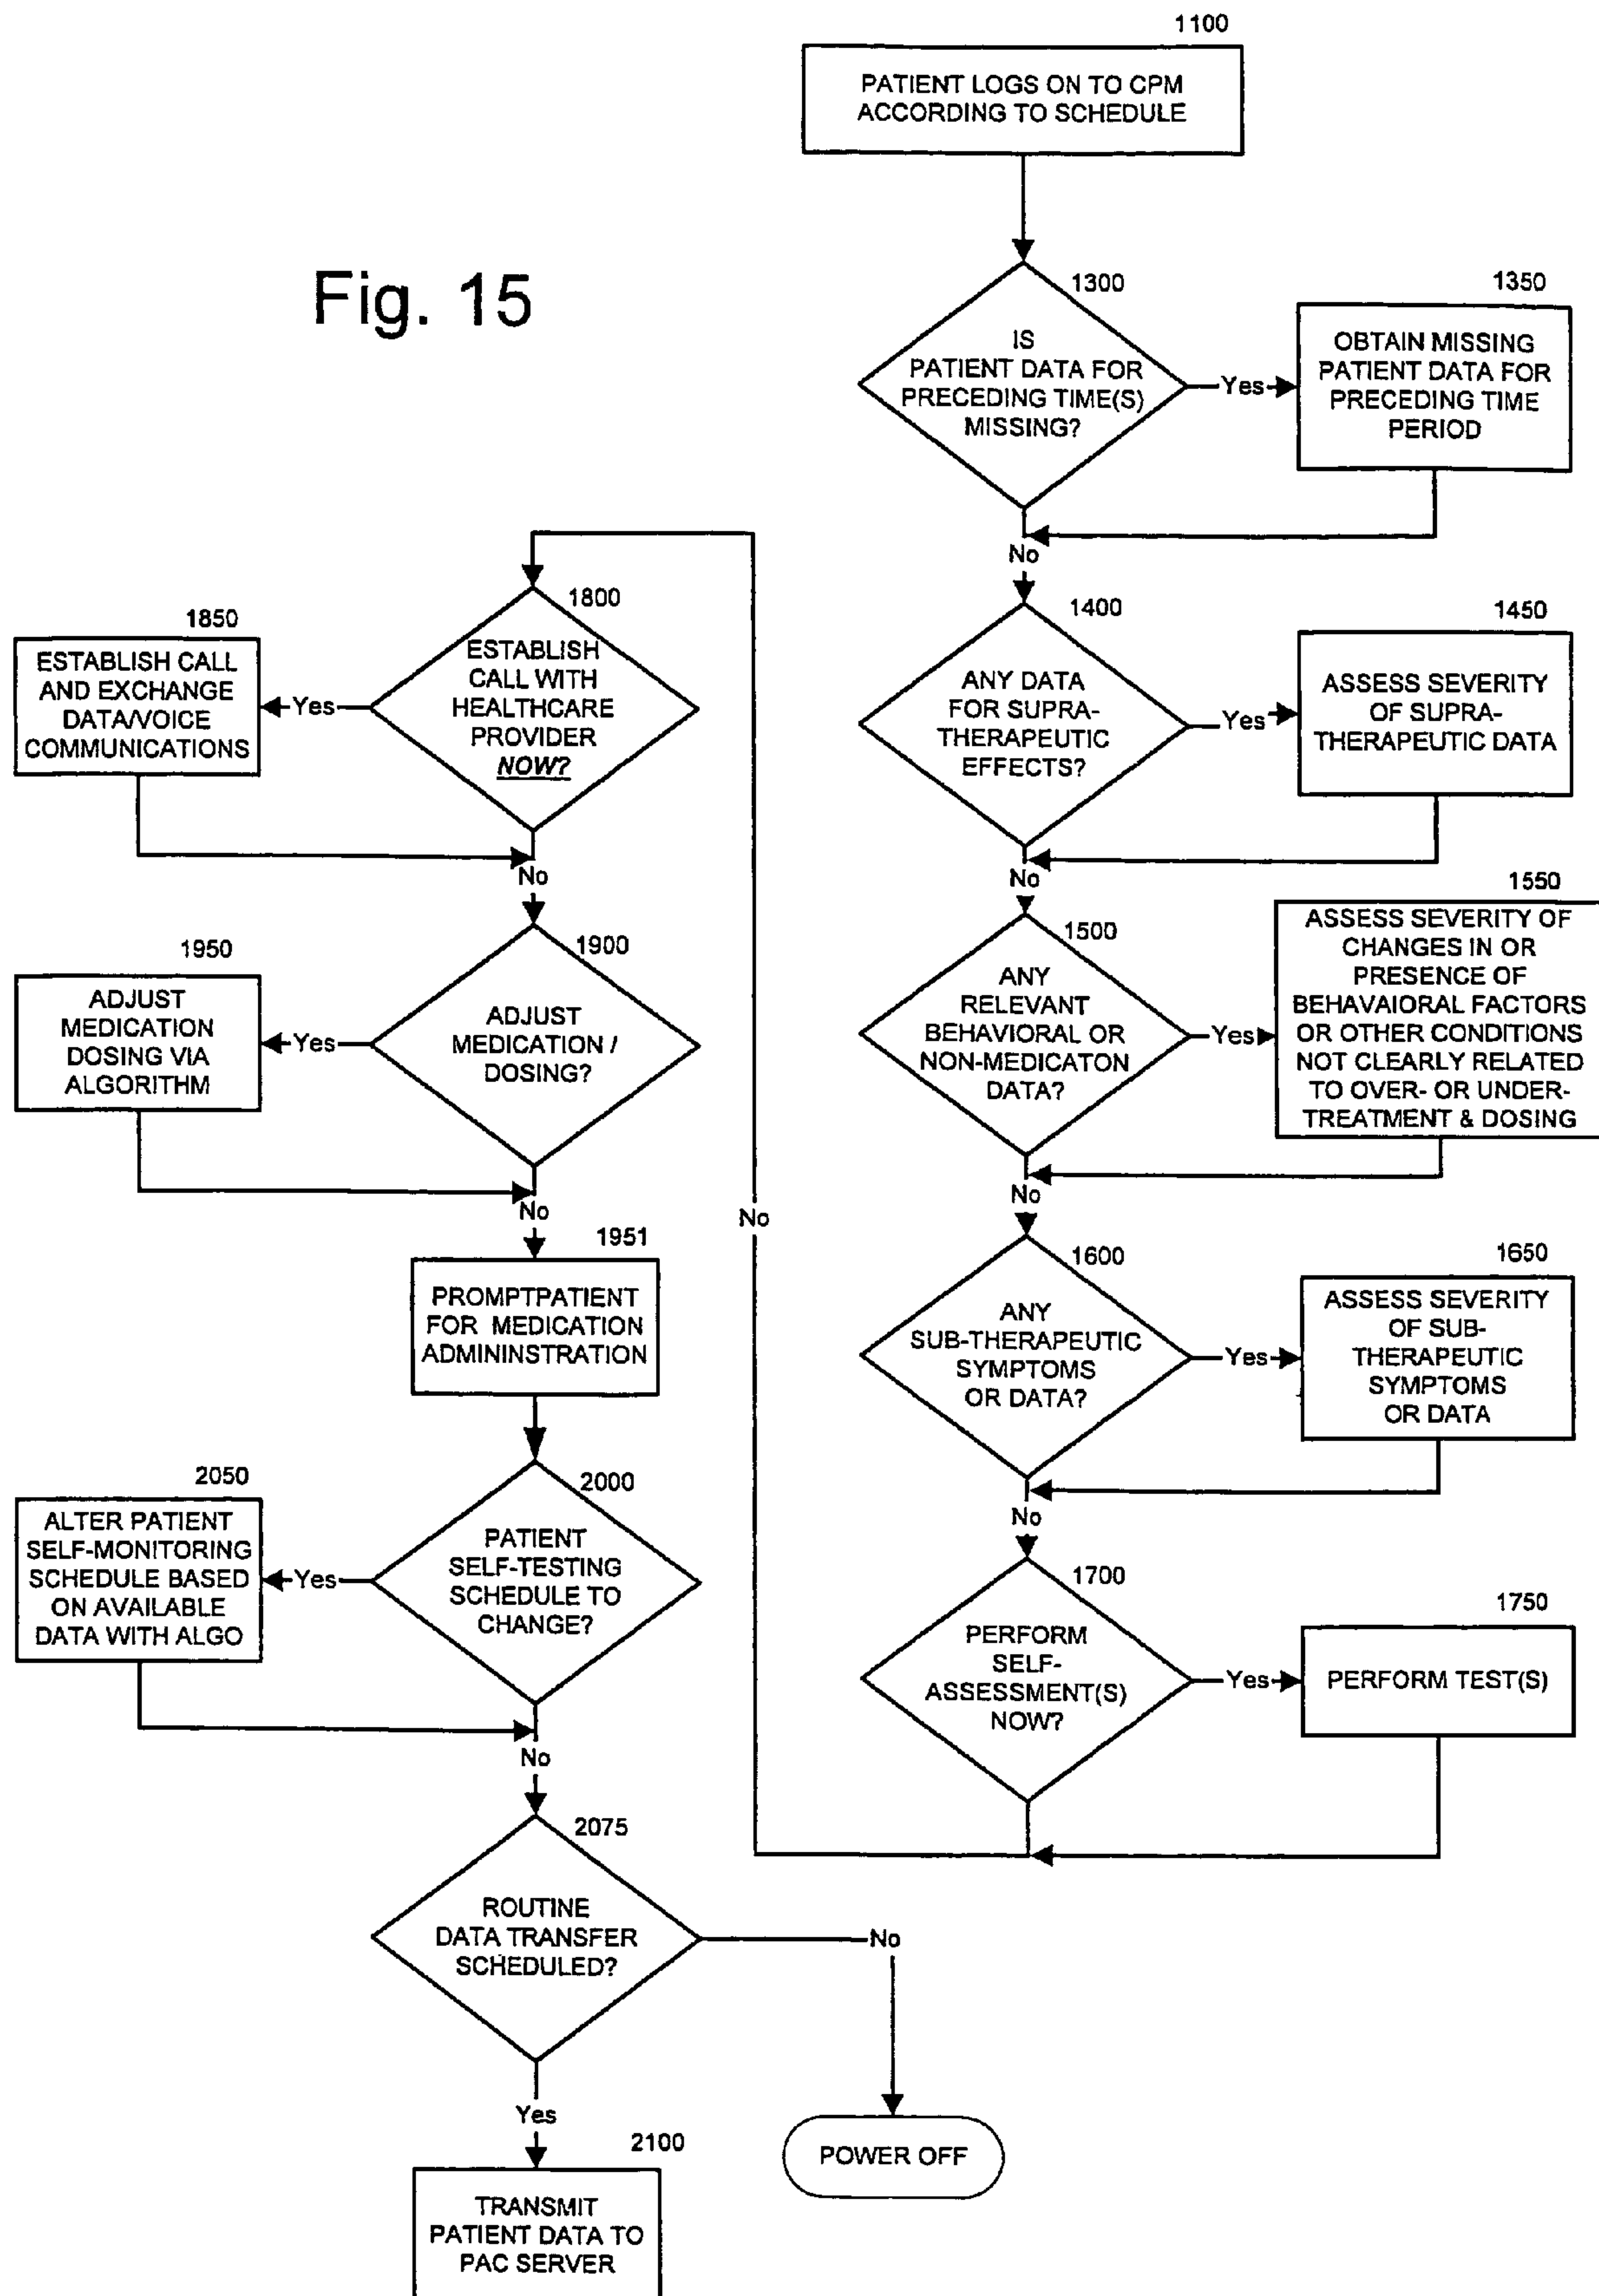 Fig. 15
1100
PATIENT LOGS ON TO CPM
ACCORDING TO SCHEDULE
1300
IS
PATIENT DATA FOR
PRECEDING TIME(S)
MISSING?
Yes
1350
OBTAIN MISSING
PATIENT DATA FOR
PRECEDING TIME
PERIOD
No
1400
ANY DATA
FOR SUPRA-
THERAPEUTIC
EFFECTS?
Yes
1450
ASSESS SEVERITY
OF SUPRA-
THERAPEUTIC DATA
No
1500
ANY
RELEVANT
BEHAVIORAL OR
NON-MEDICATON
DATA?
Yes
1550
ASSESS SEVERITY OF
CHANGES IN OR
PRESENCE OF
BEHAVAIORAL FACTORS
OR OTHER CONDITIONS
NOT CLEARLY RELATED
TO OVER- OR UNDER-
TREATMENT & DOSING
No
1600
ANY
SUB-THERAPEUTIC
SYMPTOMS
OR DATA?
Yes
1650
ASSESS SEVERITY
OF SUB-
THERAPEUTIC
SYMPTOMS
OR DATA
No
1700
PERFORM
SELF-
ASSESSMENT(S)
NOW?
Yes
1750
PERFORM TEST(S)
No
1800
ESTABLISH
CALL WITH
HEALTHCARE
PROVIDER
NOW?
Yes
1850
ESTABLISH CALL
AND EXCHANGE
DATA/VOICE
COMMUNICATIONS
No
1900
ADJUST
MEDICATION /
DOSING?
Yes
1950
ADJUST
MEDICATION
DOSING VIA
ALGORITHM
No
1951
PROMPTPATIENT
FOR MEDICATION
ADMININSTRATION
2000
PATIENT
SELF-TESTING
SCHEDULE TO
CHANGE?
Yes
2050
ALTER PATIENT
SELF-MONITORING
SCHEDULE BASED
ON AVAILABLE
DATA WITH ALGO
No
2075
ROUTINE
DATA TRANSFER
SCHEDULED?
No
POWER OFF
Yes
2100
TRANSMIT
PATIENT DATA TO
PAC SERVER